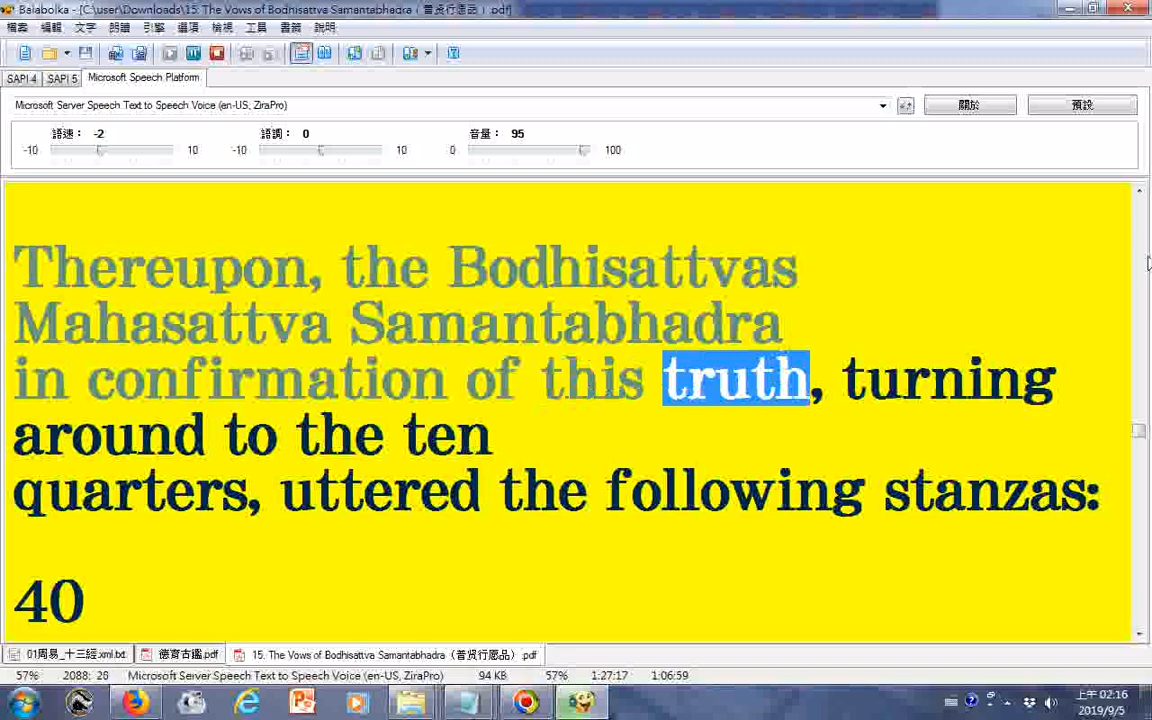 Balabolka - [C:\user\Downloads\15. The Vows of Bodhisattva Samantabhadra（普贤行愿品）.pdf]
檔案 編輯 文字 朗讀 引擎 選項 檢視 工具 書籤 說明
SAPI 4 SAPI 5 Microsoft Speech Platform
Microsoft Server Speech Text to Speech Voice (en-US, ZiraPro) 關於 預設
語速： -2 語調： 0 音量： 95
-10 10 -10 10 0 100
Thereupon, the Bodhisattvas
Mahasattva Samantabhadra
in confirmation of this truth, turning
around to the ten
quarters, uttered the following stanzas:
40
01周易_十三經.xml.txt 德育古鑑.pdf 15. The Vows of Bodhisattva Samantabhadra（普贤行愿品）.pdf
57% 2088: 28 Microsoft Server Speech Text to Speech Voice (en-US, ZiraPro) 94 KB 57% 1:27:17 1:06:59
上午 02:16
2019/9/5